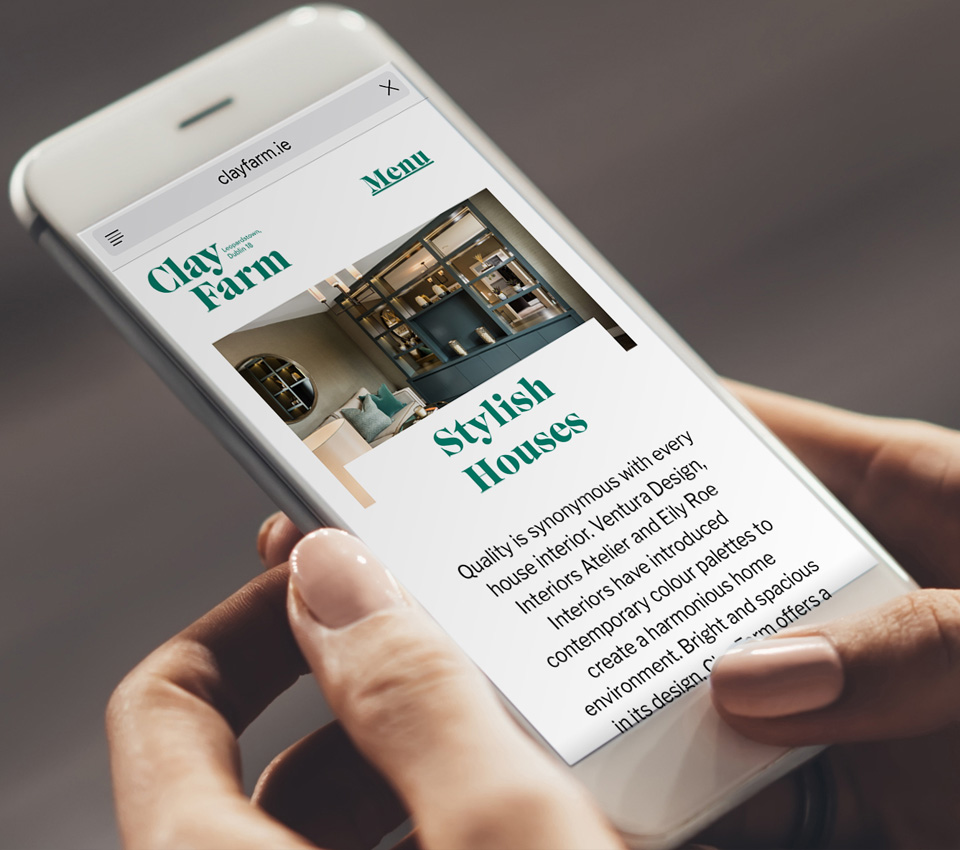 clayfarm.ie
Menu
Clay
Leopardstown,
Dublin 18
Farm
Stylish
Houses
Quality is synonymous with every
house interior. Ventura Design,
Interiors Atelier and Eily Roe
Interiors have introduced
contemporary colour palettes to
create a harmonious home
environment. Bright and spacious
in its design, Clay Farm offers a